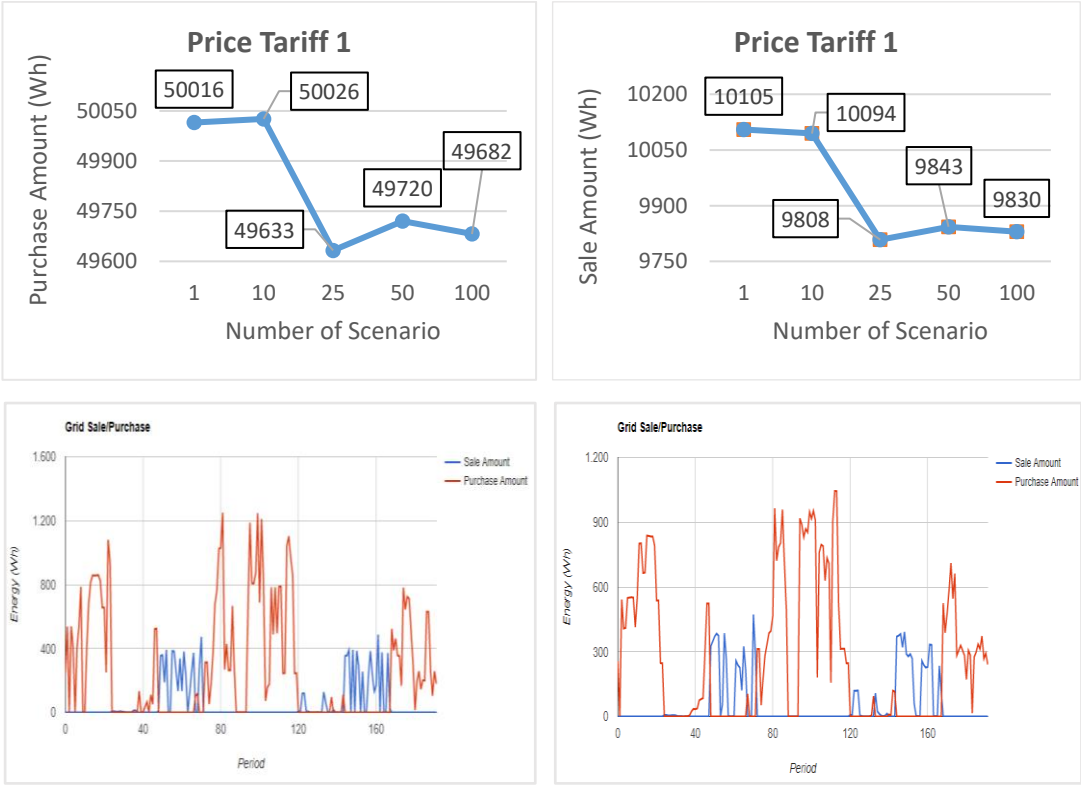 Price Tariff 1
Purchase Amount (Wh)
50016
50026
49682
49720
49633
50050
49900
49750
49600
1 10 25 50 100
Number of Scenario
Price Tariff 1
Sale Amount (Wh)
10105
10094
9843
9830
9808
10200
10050
9900
9750
1 10 25 50 100
Number of Scenario
Grid Sale/Purchase
Sale Amount
Purchase Amount
Energy (Wh)
1.600
1.200
800
400
0
0 40 80 120 160
Period
Grid Sale/Purchase
Sale Amount
Purchase Amount
Energy (Wh)
1.200
900
600
300
0
0 40 80 120 160
Period